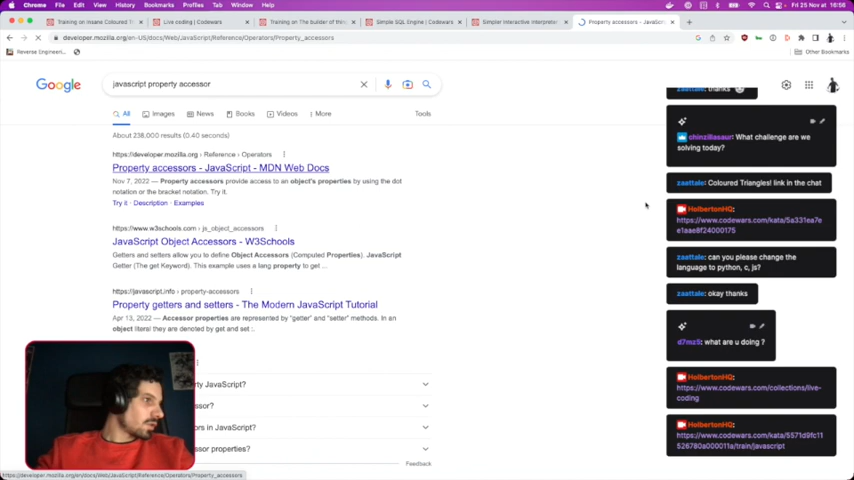 Chrome File Edit View History Bookmarks Profiles Tab Window Help
Fri 25 Nov at 16:56
Training on Insane Coloured Tr
Live coding | Codewars
Training on The builder of thin
Simple SQL Engine | Codewars
Simpler Interactive Interpreter
Property accessors - JavaScri
developer.mozilla.org/en-US/docs/Web/JavaScript/Reference/Operators/Property_accessors
Reverse Engineeri...
Other Bookmarks
Google
javascript property accessor
All Images News Books Videos More Tools
About 238,000 results (0.40 seconds)
https://developer.mozilla.org › Reference › Operators
Property accessors - JavaScript - MDN Web Docs
Nov 7, 2022 — Property accessors provide access to an object's properties by using the dot
notation or the bracket notation. Try it.
Try it · Description · Examples
https://www.w3schools.com › js_object_accessors
JavaScript Object Accessors - W3Schools
Getters and setters allow you to define Object Accessors (Computed Properties). JavaScript
Getter (The get Keyword). This example uses a lang property to get ...
https://javascript.info › property-accessors
Property getters and setters - The Modern JavaScript Tutorial
Apr 13, 2022 — Accessor properties are represented by "getter" and "setter" methods. In an
object literal they are denoted by get and set :.
rty JavaScript?
sor?
ors in JavaScript?
sor properties?
Feedback
https://developer.mozilla.org/en/docs/Web/JavaScript/Reference/Operators/Property_accessors
zaattale: thanks
chinzillasaur: What challenge are we
solving today?
zaattale: Coloured Triangles! link in the chat
HolbertonHQ:
https://www.codewars.com/kata/5a331ea7e
e1aae8f24000175
zaattale: can you please change the
language to python, c, js?
zaattale: okay thanks
d7mz5: what are u doing ?
HolbertonHQ:
https://www.codewars.com/collections/live-
coding
HolbertonHQ:
https://www.codewars.com/kata/5571d9fc11
526780a000011a/train/javascript